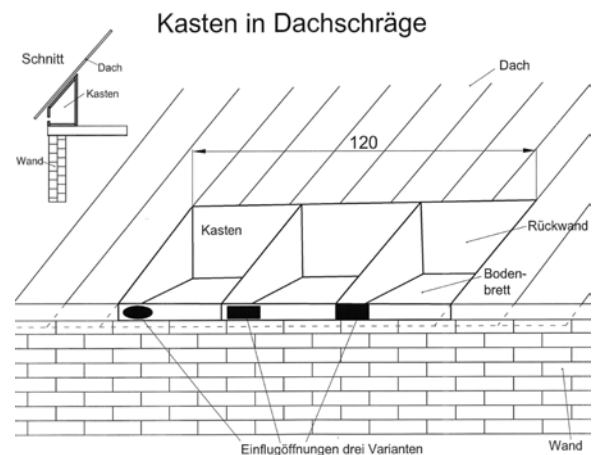 Kasten in Dachschräge
Schnitt
Dach
Kasten
Wand
Dach
120
Kasten
Rückwand
Boden-
brett
Einflugöffnungen drei Varianten
Wand